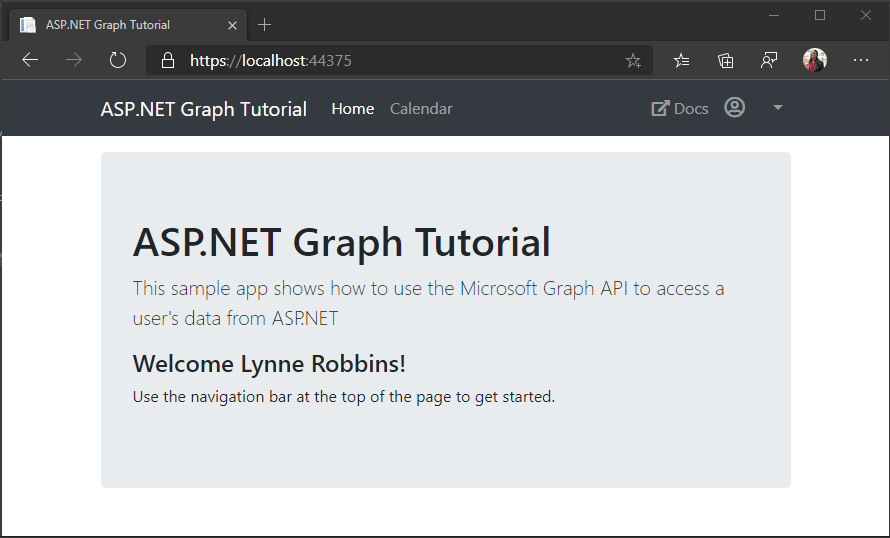 ASP.NET Graph Tutorial
https://localhost:44375
ASP.NET Graph Tutorial Home Calendar Docs
ASP.NET Graph Tutorial
This sample app shows how to use the Microsoft Graph API to access a
user's data from ASP.NET
Welcome Lynne Robbins!
Use the navigation bar at the top of the page to get started.